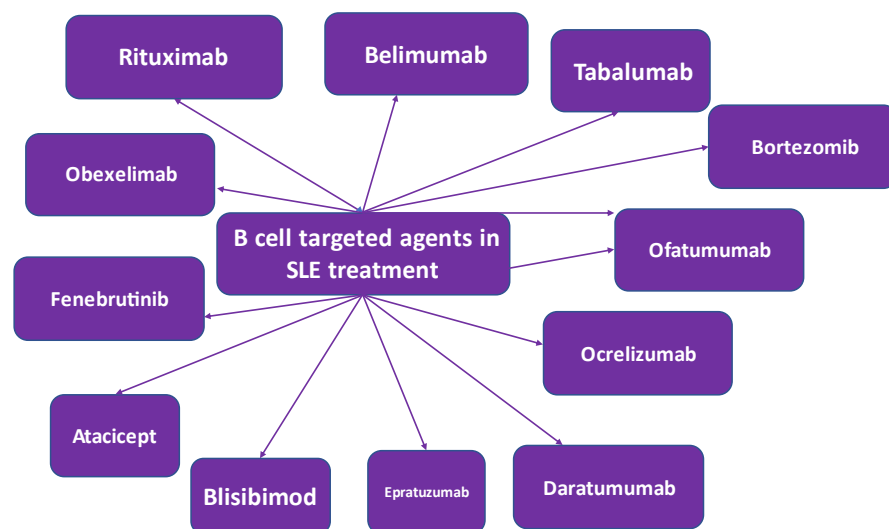 Rituximab
Belimumab
Tabalumab
Bortezomib
Obexelimab
B cell targeted agents in
SLE treatment
Ofatumumab
Fenebrutinib
Ocrelizumab
Atacicept
Blisibimod
Epratuzumab
Daratumumab